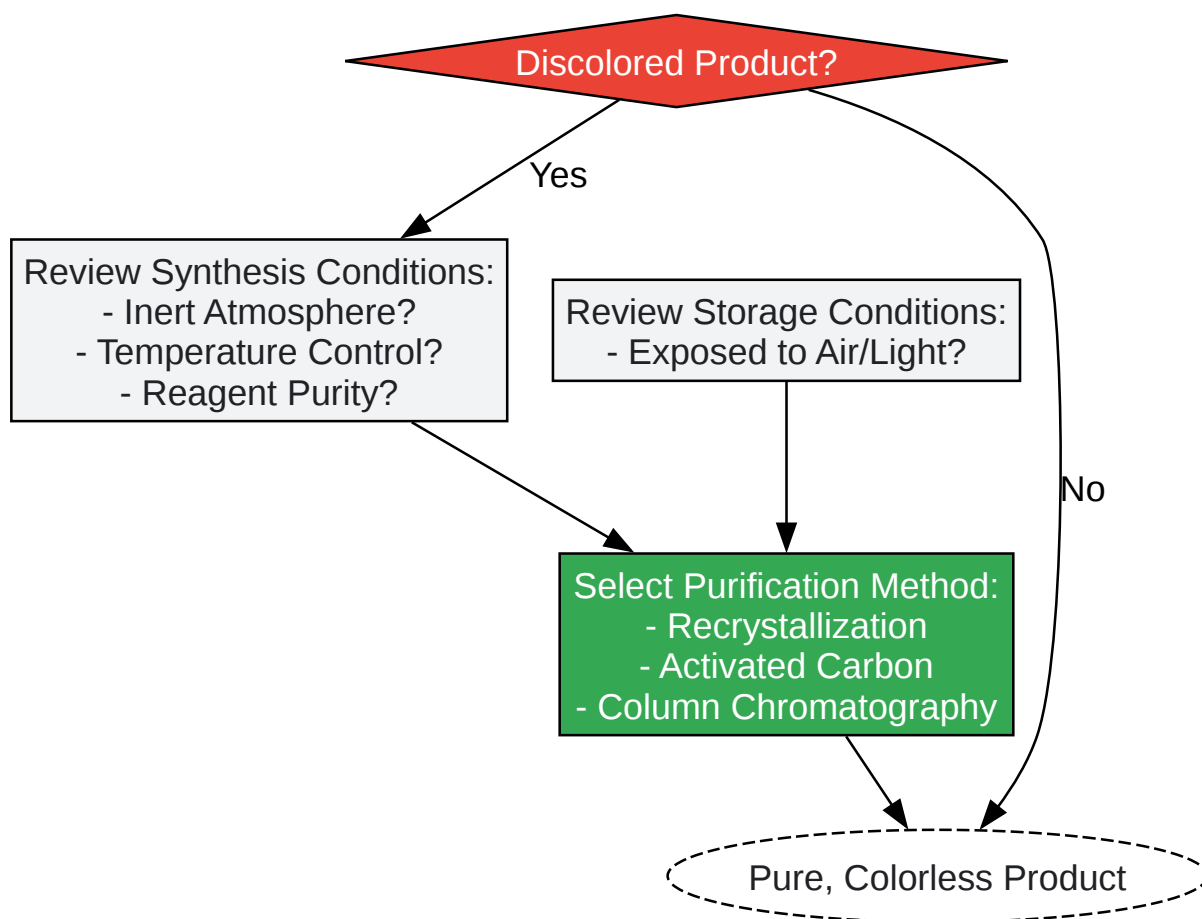 Discolored Product?
Yes
Review Synthesis Conditions:
- Inert Atmosphere?
- Temperature Control?
- Reagent Purity?
Review Storage Conditions:
- Exposed to Air/Light?
No
Select Purification Method:
- Recrystallization
- Activated Carbon
- Column Chromatography
Pure, Colorless Product